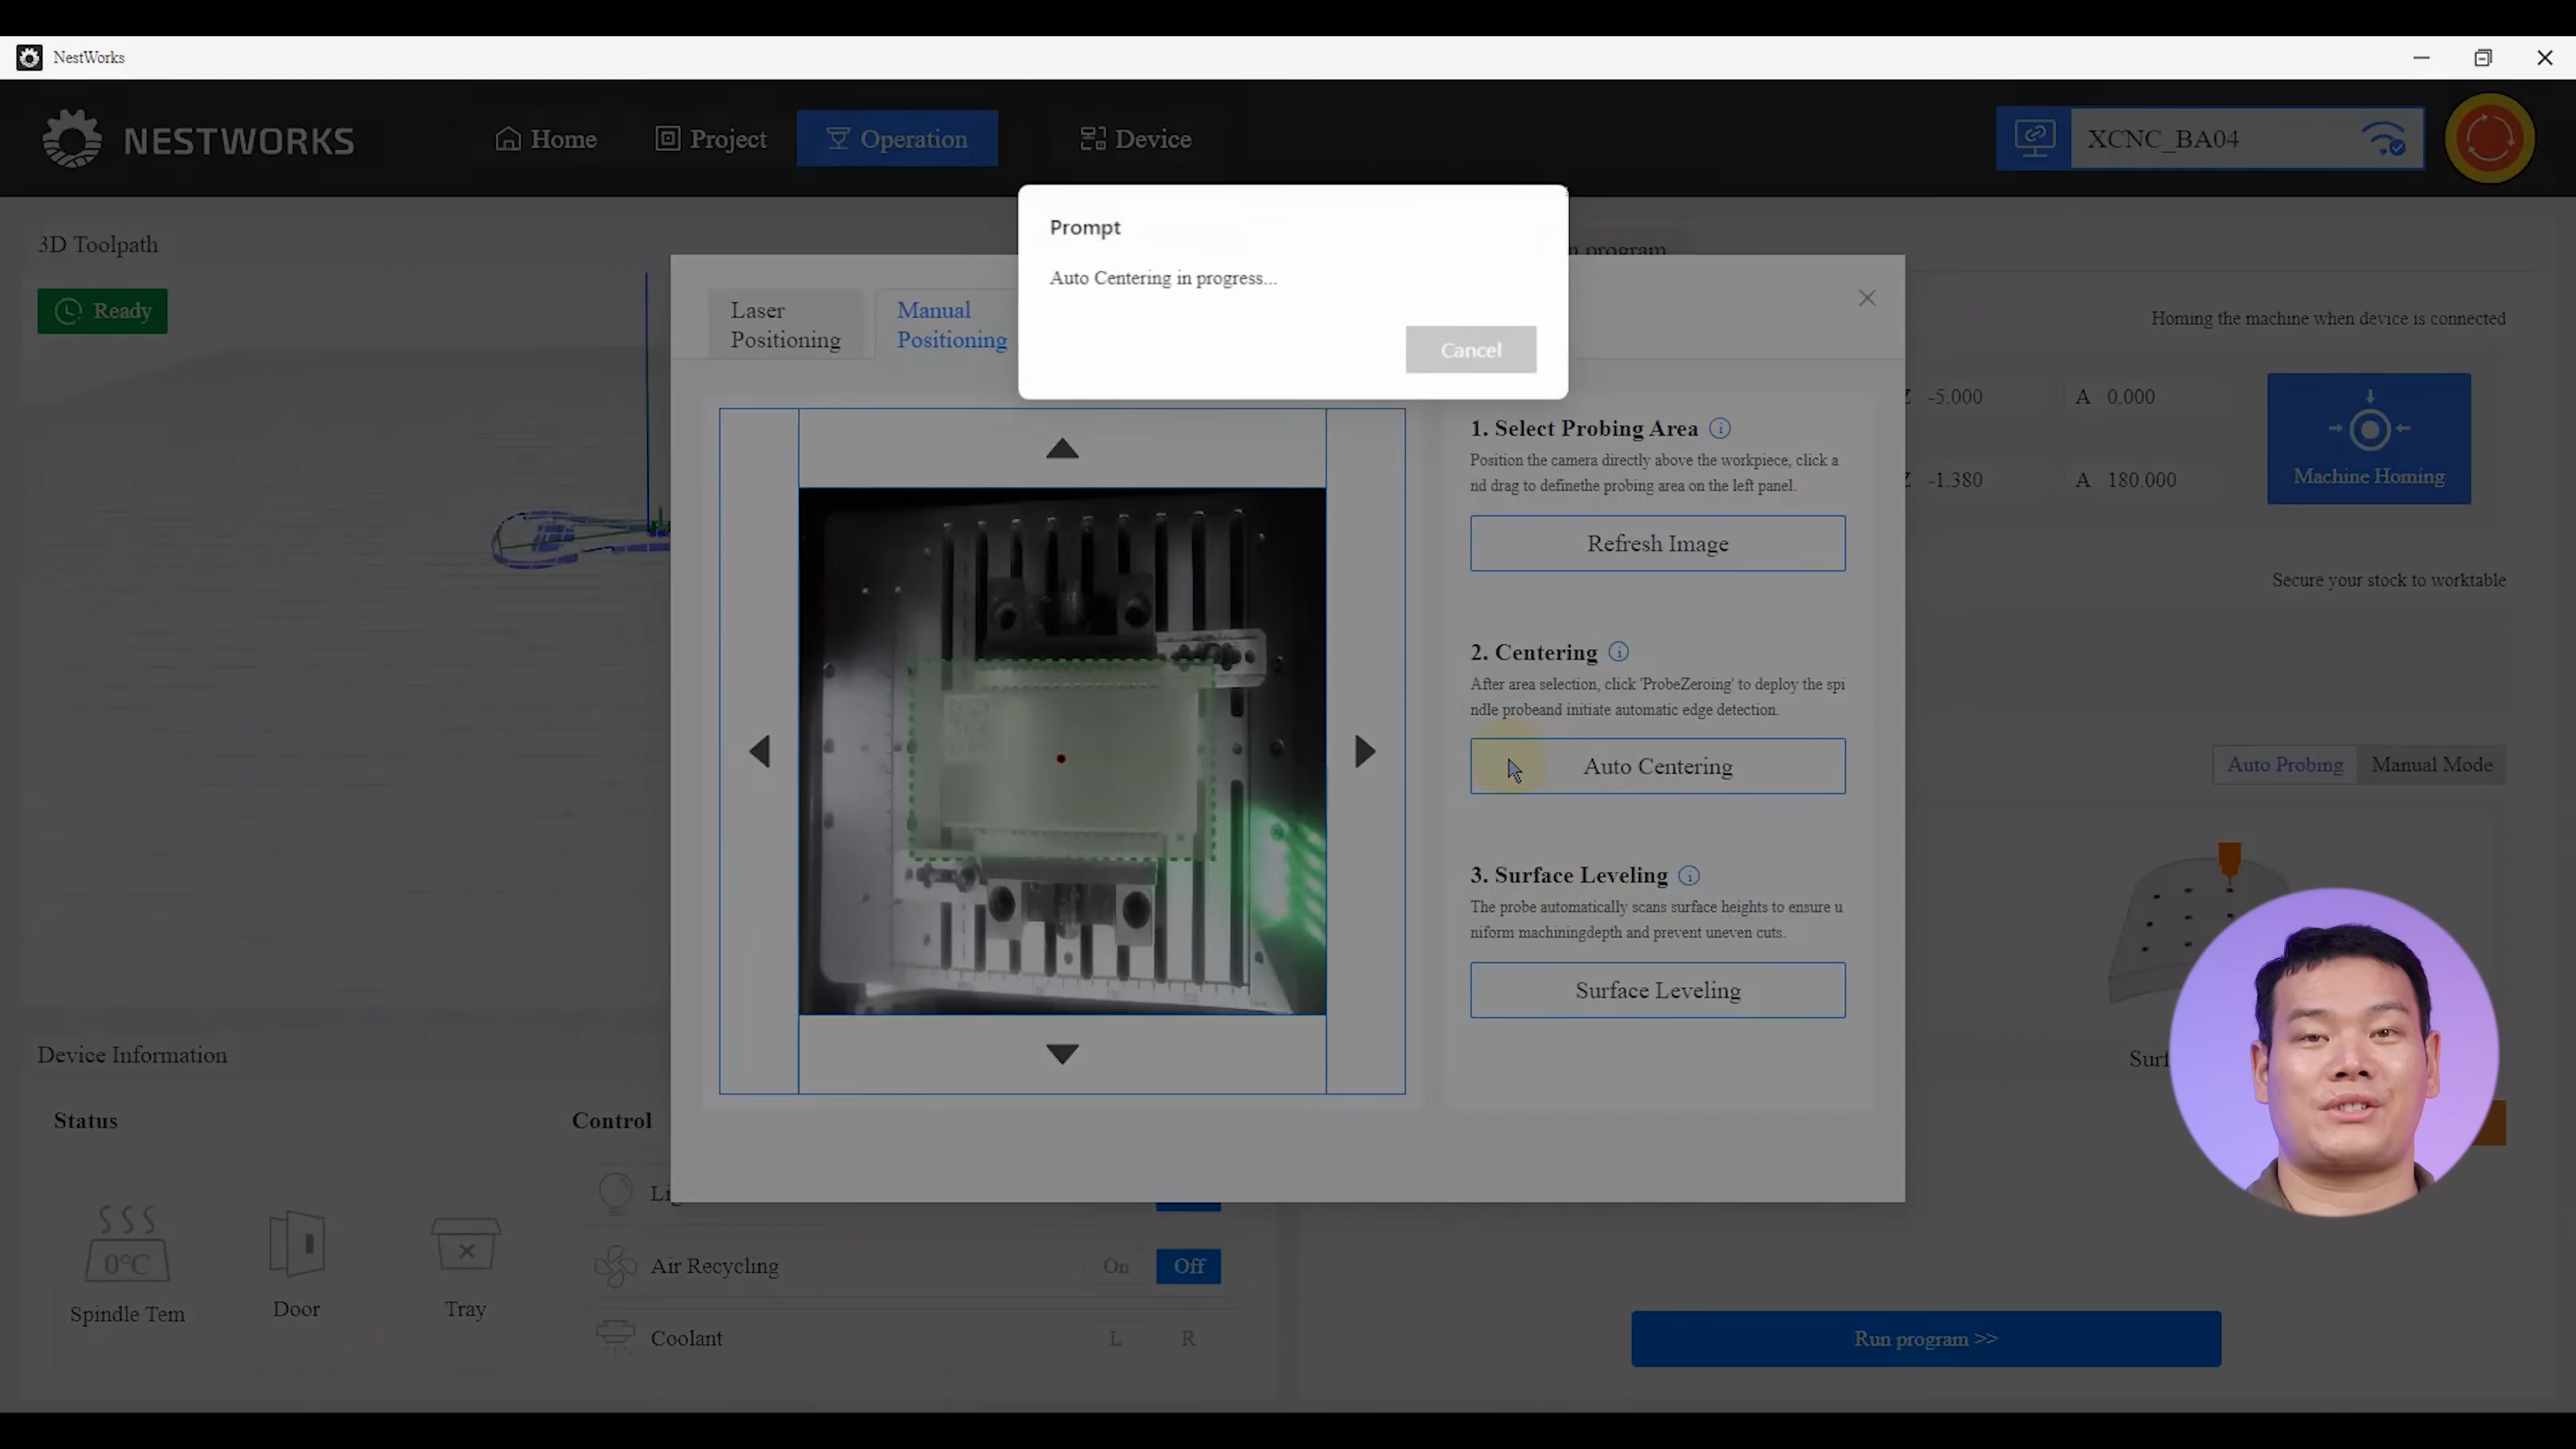 NestWorks
NESTWORKS
Home
Project
Operation
Device
XCNC_BA04
Prompt
Auto Centering in progress...
Cancel
3D Toolpath
Ready
program
Laser
Positioning
Manual
Positioning
1. Select Probing Area
Position the camera directly above the workpiece, click a
nd drag to definethe probing area on the left panel.
Refresh Image
2. Centering
After area selection, click 'ProbeZeroing' to deploy the spi
ndle probeand initiate automatic edge detection.
Auto Centering
3. Surface Leveling
The probe automatically scans surface heights to ensure u
niform machiningdepth and prevent uneven cuts.
Surface Leveling
Homing the machine when device is connected
Z -5.000
A 0.000
Z -1.380
A 180.000
Machine Homing
Secure your stock to worktable
Auto Probing
Manual Mode
Device Information
Status
Control
0°C
Spindle Tem
Door
Tray
Air Recycling
On
Off
Coolant
L
R
Run program >>